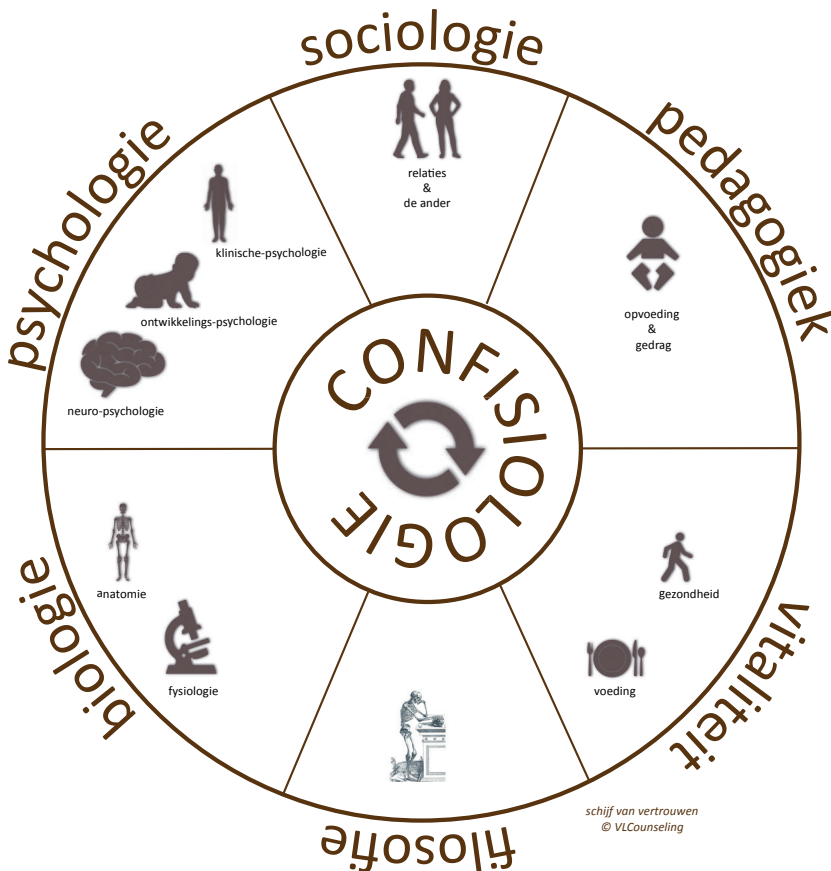 sociologie
pedagogiek
psychologie
relaties
&
de ander
klinische-psychologie
ontwikkelings-psychologie
neuro-psychologie
opvoeding
&
gedrag
CONFISIOLOGIE
anatomie
fysiologie
gezondheid
voeding
biologie
vitaliteit
filosofie
schijf van vertrouwen
© VLCounseling